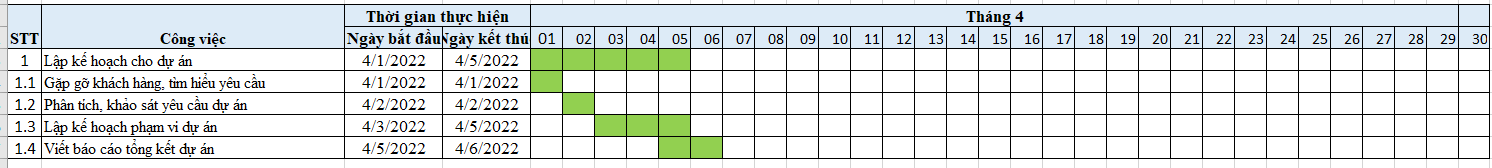 Thời gian thực hiện Tháng 4
STT Công việc Ngày bắt đầu Ngày kết thú 01 02 03 04 05 06 07 08 09 10 11 12 13 14 15 16 17 18 19 20 21 22 23 24 25 26 27 28 29 30
1 Lập kế hoạch cho dự án 4/1/2022 4/5/2022
1.1 Gặp gỡ khách hàng, tìm hiểu yêu cầu 4/1/2022 4/1/2022
1.2 Phân tích, khảo sát yêu cầu dự án 4/2/2022 4/2/2022
1.3 Lập kế hoạch phạm vi dự án 4/3/2022 4/5/2022
1.4 Viết báo cáo tổng kết dự án 4/5/2022 4/6/2022